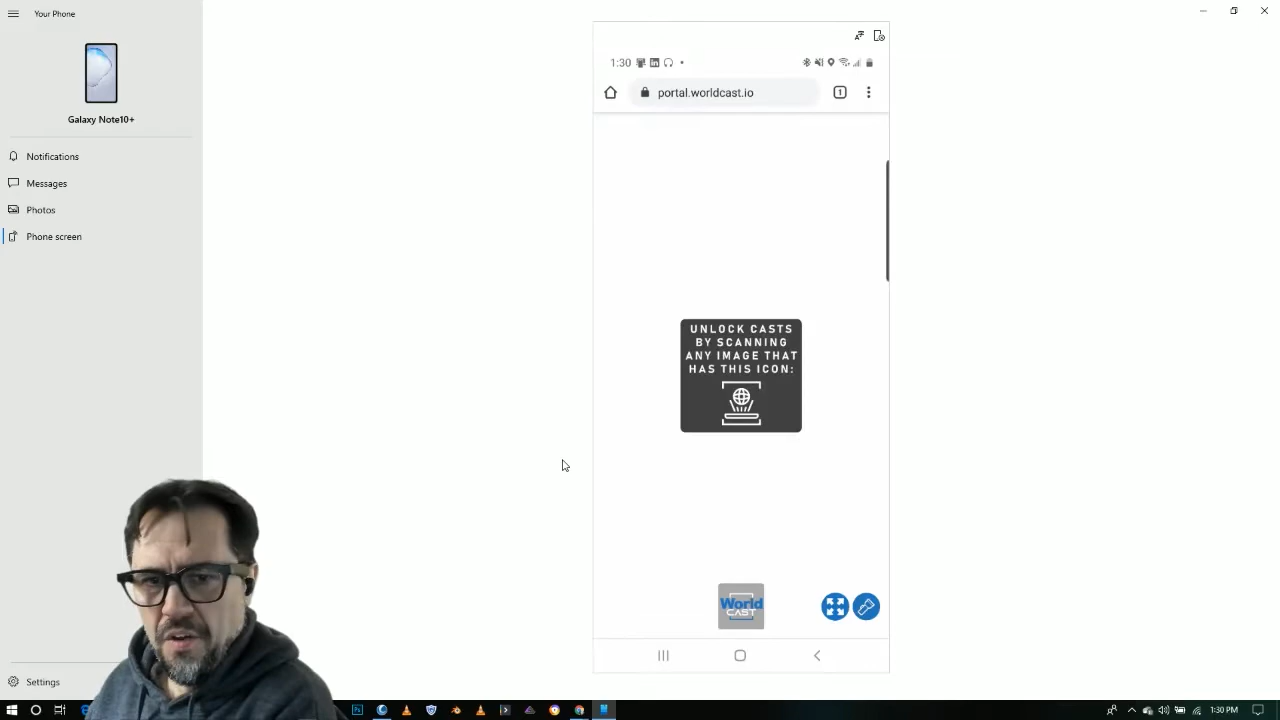 Your Phone
Galaxy Note10+
Notifications
Messages
Photos
Phone screen
Settings
1:30
portal.worldcast.io
1
UNLOCK CASTS
BY SCANNING
ANY IMAGE THAT
HAS THIS ICON:
World
CAST
1:30 PM